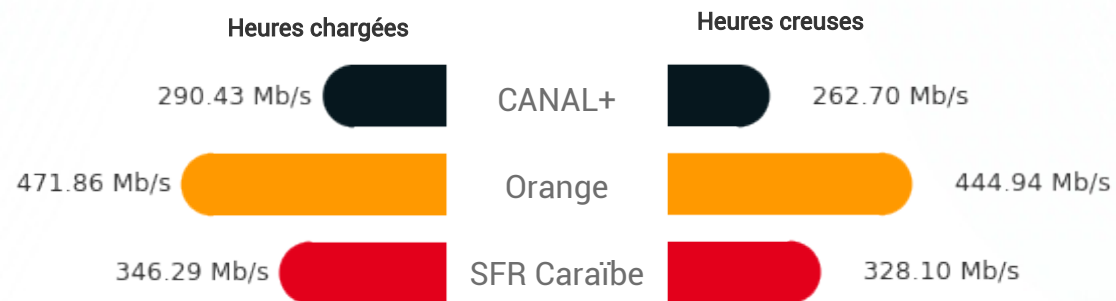 Heures chargées
Heures creuses
290.43 Mb/s CANAL+ 262.70 Mb/s
471.86 Mb/s Orange 444.94 Mb/s
346.29 Mb/s SFR Caraïbe 328.10 Mb/s